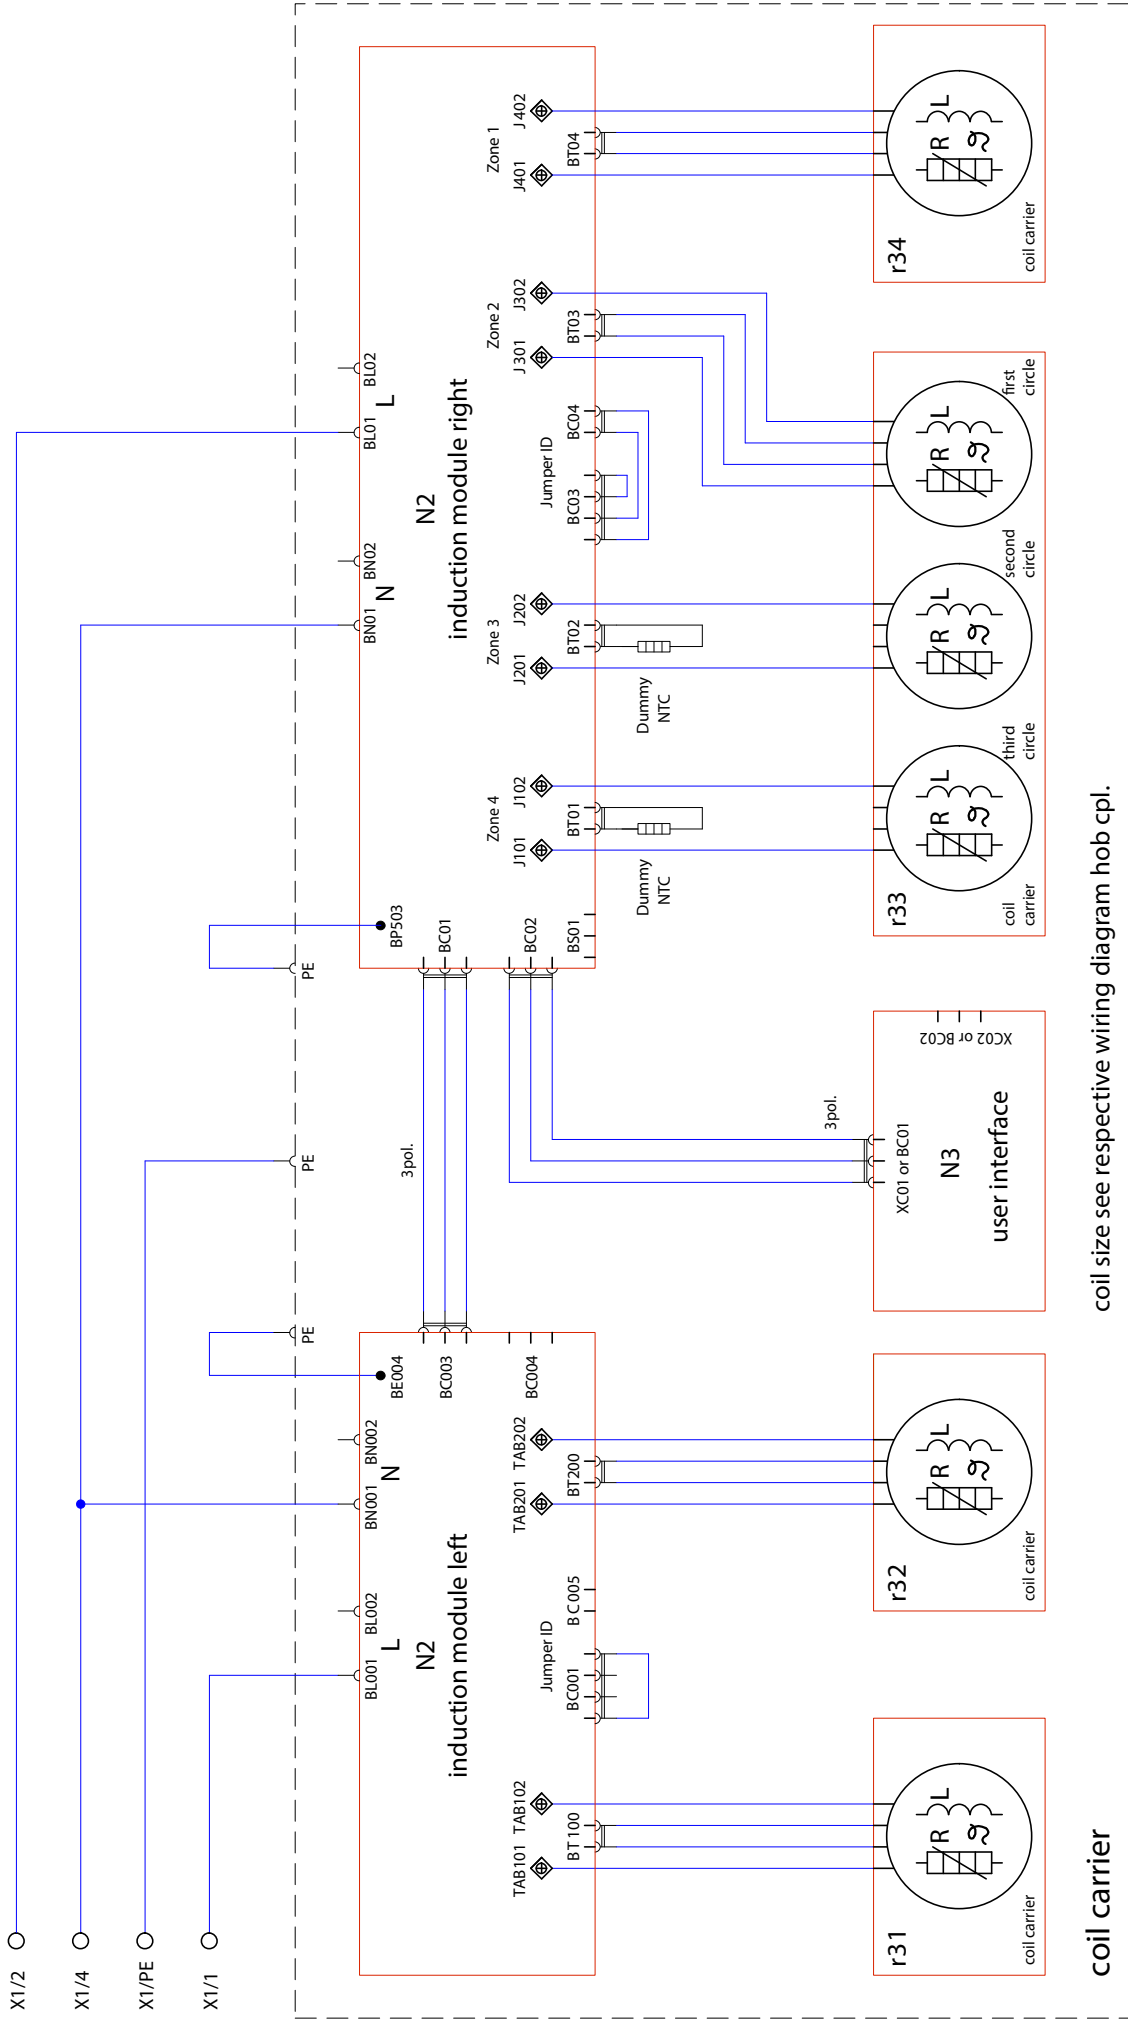 X1/2
X1/4
X1/PE
X1/1
PE
PE
PE
BL001
BL002
BN001
BN002
BE004
L
N
N2
induction module left
BC003
BC004
TAB101
TAB102
BT100
Jumper ID
BC001
BC005
TAB201
TAB202
BT200
3pol.
BP503
BC01
BC02
BS01
BN01
BN02
BL01
BL02
N
L
N2
induction module right
Zone 4
J101
J102
BT01
Dummy
NTC
Zone 3
J201
J202
BT02
Dummy
NTC
Jumper ID
BC03
BC04
Zone 2
J301
J302
BT03
Zone 1
J401
J402
BT04
r31
R
L
coil carrier
r32
R
L
coil carrier
3pol.
XC01 or BC01
XC02 or BC02
N3
user interface
r33
R
L
coil
carrier
third
circle
R
L
second
circle
R
L
first
circle
r34
R
L
coil carrier
coil carrier
coil size see respective wiring diagram hob cpl.